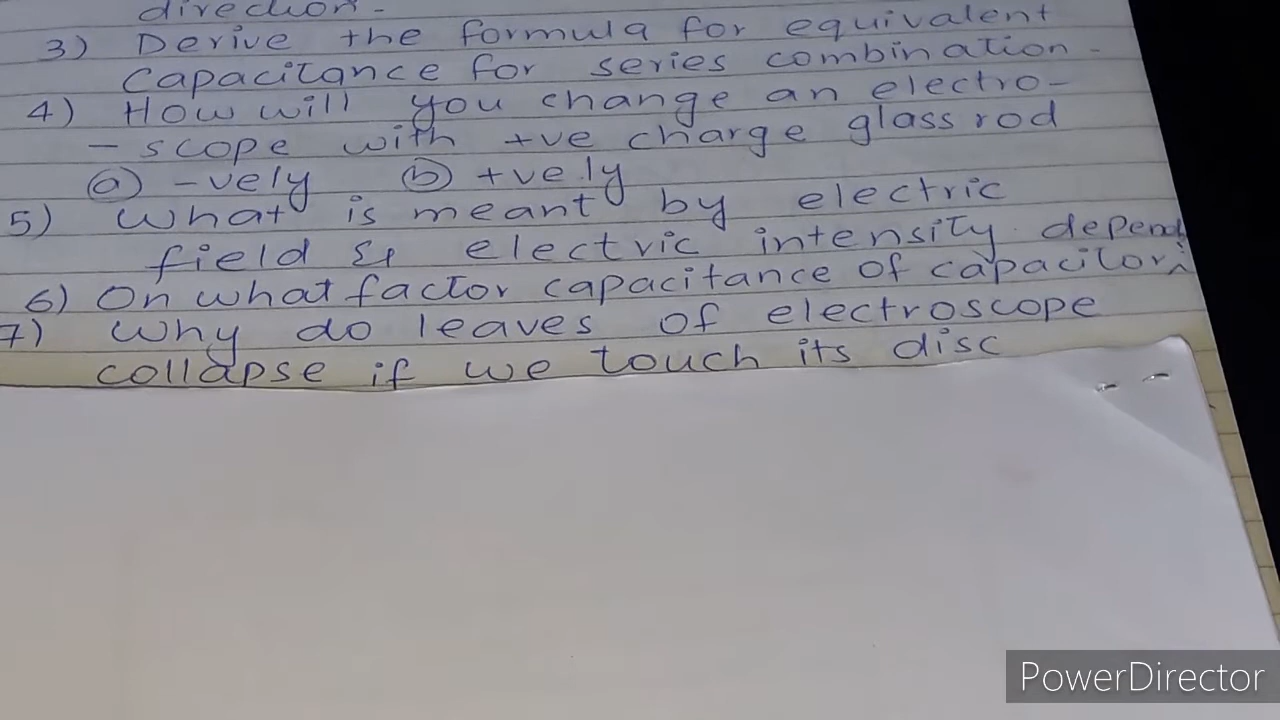 direction.
3) Derive the formula for equivalent
Capacitance for series combination.
4) How will you change an electro-
- scope with +ve charge glass rod
(a) -vely (b) +vely
5) What is meant by electric
field & electric intensity. depend
6) On what factor capacitance of capacitor ^
7) Why do leaves of electroscope
collapse if we touch its disc
PowerDirector